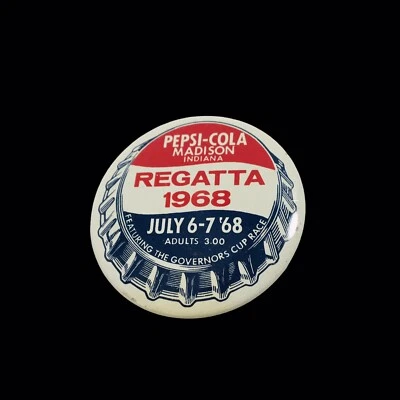 PEPSI-COLA
MADISON
INDIANA
REGATTA
1968
JULY 6-7 '68
ADULTS 3.00
FEATURING THE GOVERNORS CUP RACE